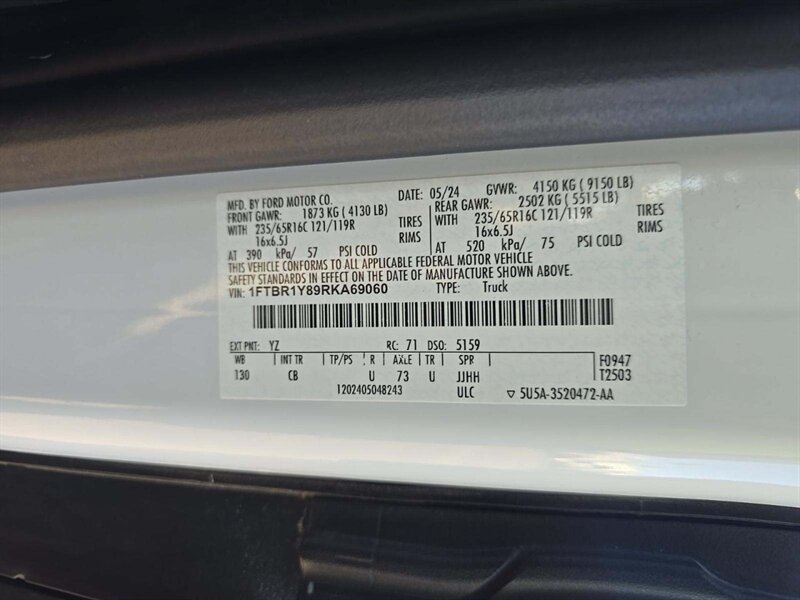 MFD. BY FORD MOTOR CO. DATE: 05/24 GVWR: 4150 KG ( 9150 LB)
FRONT GAWR: 1873 KG ( 4130 LB) REAR GAWR: 2502 KG ( 5515 LB)
WITH 235/65R16C 121/119R TIRES WITH 235/65R16C 121/119R TIRES
16x6.5J RIMS 16x6.5J RIMS
AT 390 kPa/ 57 PSI COLD AT 520 kPa/ 75 PSI COLD
THIS VEHICLE CONFORMS TO ALL APPLICABLE FEDERAL MOTOR VEHICLE
SAFETY STANDARDS IN EFFECT ON THE DATE OF MANUFACTURE SHOWN ABOVE.
VIN: 1FTBR1Y89RKA69060 TYPE: Truck
EXT PNT: YZ RC: 71 DSO: 5159
WB | INT TR | TP/PS | R | AXLE | TR | SPR F0947
130 CB U 73 U JJHH T2503
1202405048243 ULC ▽ 5U5A-3520472-AA